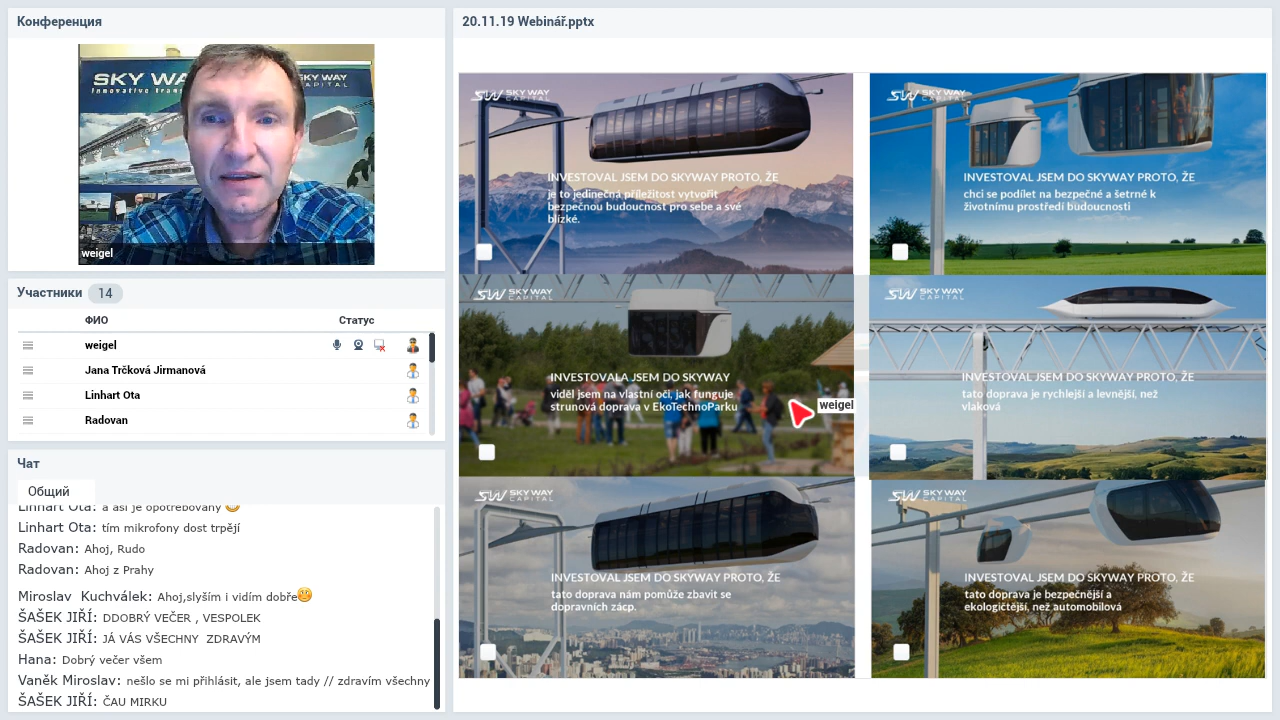 Конференция
SKY WA
Innovative Trans
SKY WAY
CAPITAL
weigel
Участники 14
ФИО Статус
weigel
Jana Trčková Jirmanová
Linhart Ota
Radovan
Чат
Общий
Linhart Ota: a asi je opotřebovaný
Linhart Ota: tím mikrofony dost trpějí
Radovan: Ahoj, Rudo
Radovan: Ahoj z Prahy
Miroslav Kuchválek: Ahoj,slyším i vidím dobře
ŠAŠEK JIŘÍ: DDOBRÝ VEČER , VESPOLEK
ŠAŠEK JIŘÍ: JÁ VÁS VŠECHNY ZDRAVÝM
Hana: Dobrý večer všem
Vaněk Miroslav: nešlo se mi přihlásit, ale jsem tady // zdravím všechny
ŠAŠEK JIŘÍ: ČAU MIRKU
20.11.19 Webinář.pptx
SW SKY WAY
CAPITAL
INVESTOVAL JSEM DO SKYWAY PROTO, ŽE
je to jedinečná příležitost vytvořit
bezpečnou budoucnost pro sebe a své
blízké.
SW SKY WAY
CAPITAL
INVESTOVAL JSEM DO SKYWAY PROTO, ŽE
chci se podílet na bezpečné a šetrné k
životnímu prostředí budoucnosti
SW SKY WAY
CAPITAL
INVESTOVALA JSEM DO SKYWAY
viděl jsem na vlastní oči, jak funguje
strunová doprava v EkoTechnoParku
weigel
SW SKY WAY
CAPITAL
INVESTOVAL JSEM DO SKYWAY PROTO, ŽE
tato doprava je rychlejší a levnější, než
vlaková
SW SKY WAY
CAPITAL
INVESTOVAL JSEM DO SKYWAY PROTO, ŽE
tato doprava nám pomůže zbavit se
dopravních zácp.
SW SKY WAY
CAPITAL
INVESTOVAL JSEM DO SKYWAY PROTO, ŽE
tato doprava je bezpečnější a
ekologičtější, než automobilová